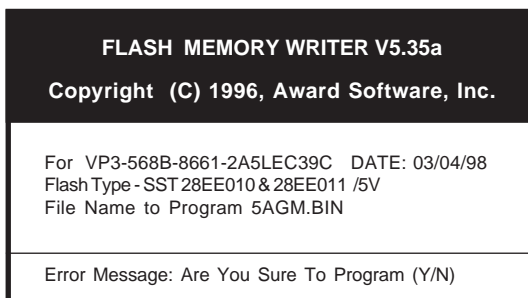 FLASH MEMORY WRITER V5.35a
Copyright (C) 1996, Award Software, Inc.
For VP3-568B-8661-2A5LEC39C DATE: 03/04/98
Flash Type - SST 28EE010 & 28EE011 /5V
File Name to Program 5AGM.BIN
Error Message: Are You Sure To Program (Y/N)